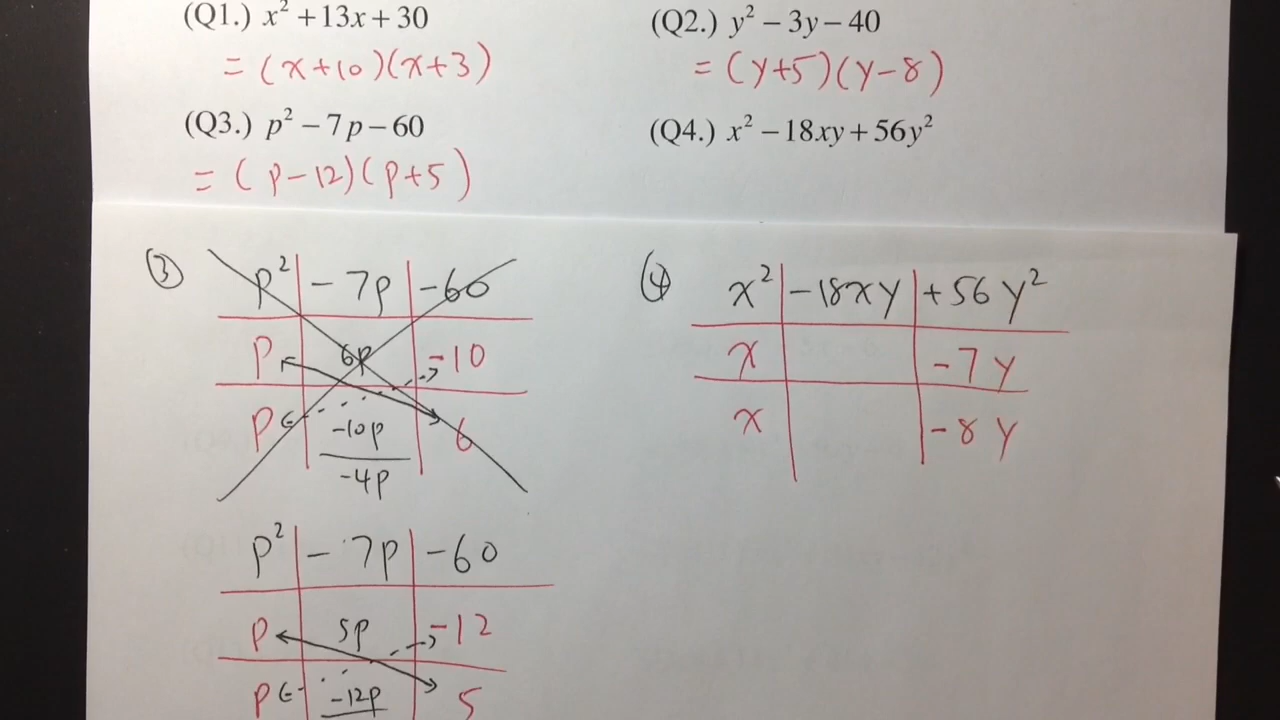 (Q1.) x² + 13x + 30
= (x+10)(x+3)
(Q2.) y² – 3y – 40
= (y+5)(y-8)
(Q3.) p² – 7p – 60
= (p-12)(p+5)
(Q4.) x² – 18xy + 56y²
③ p² - 7p -60
p 6p -10
p -10p 6
-4p
p² - 7p -60
p 5p -12
p -12p 5
④ x² -18xy +56y²
x -7y
x -8y